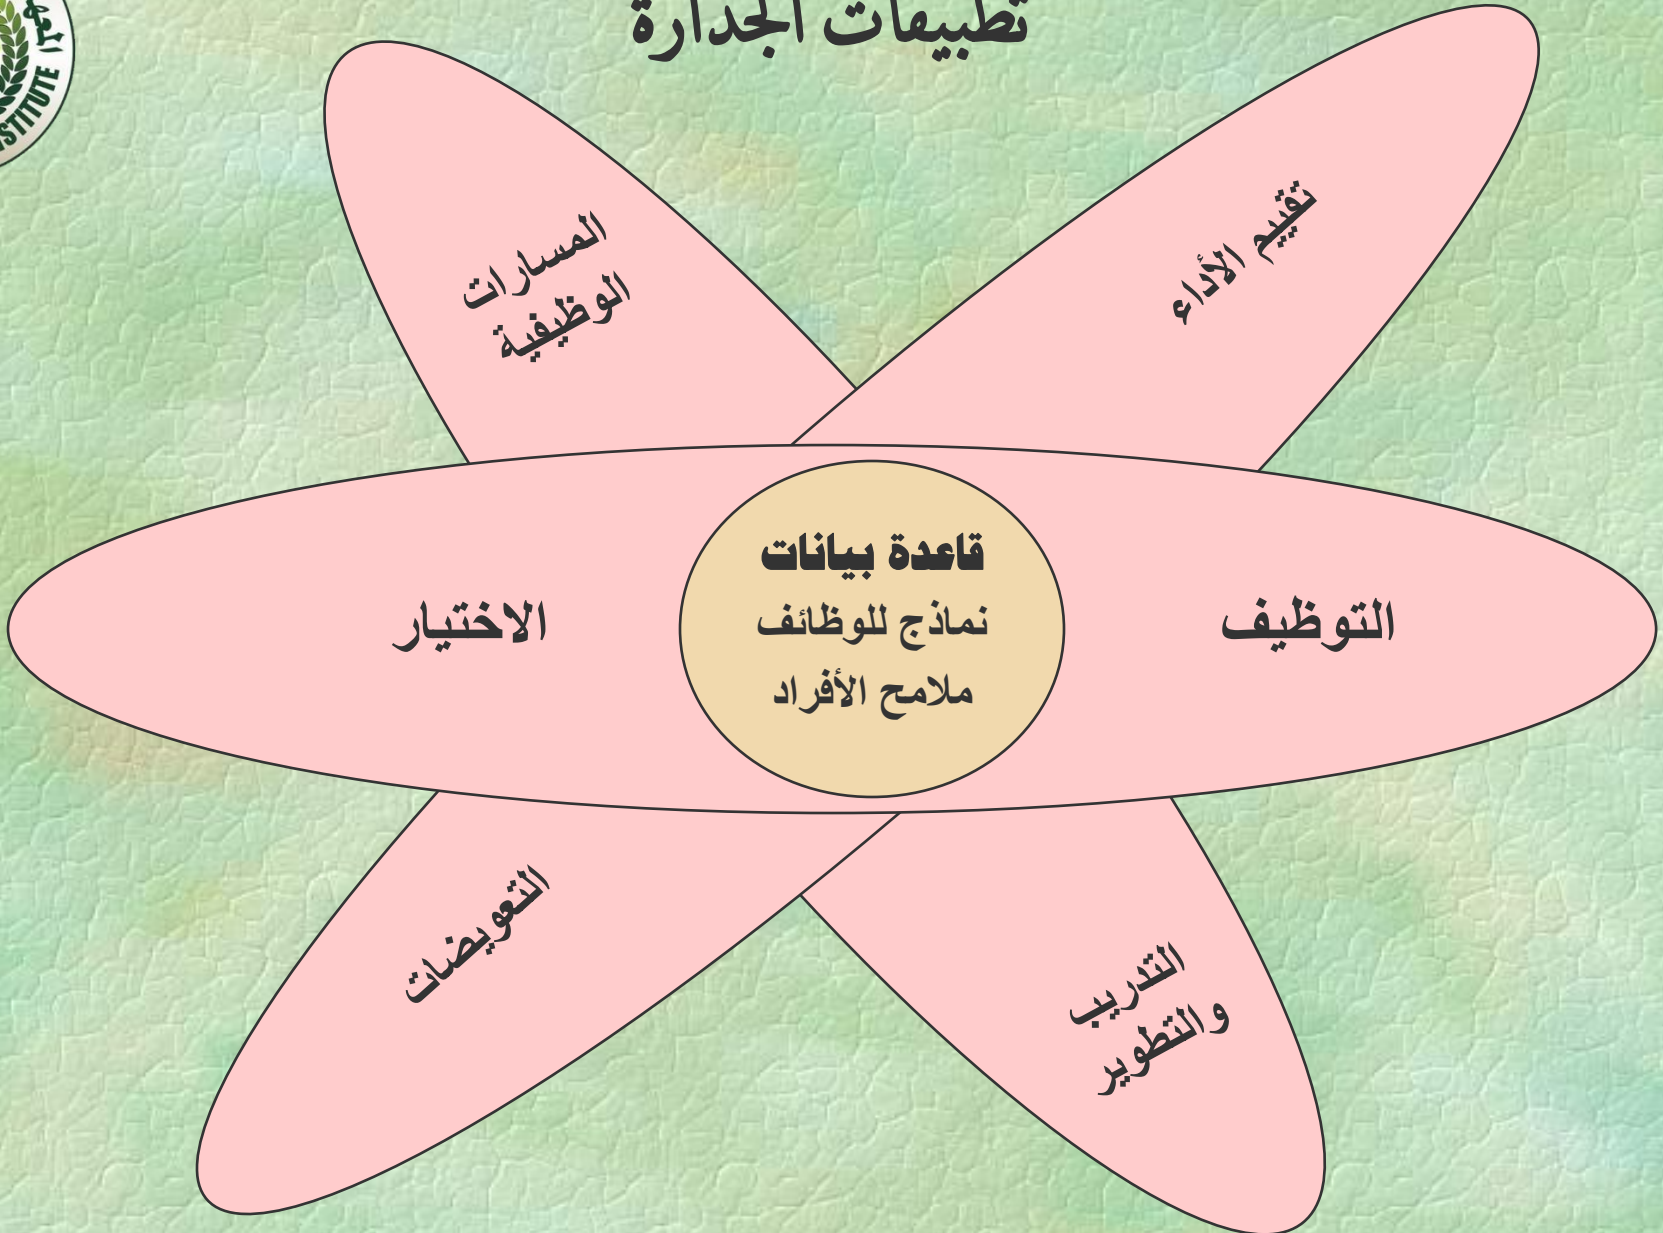 تطبيقات الجدارة
المسارات
الوظيفية
تقييم الأداء
قاعدة بيانات
نماذج للوظائف
ملامح الأفراد
التوظيف
الاختيار
التعويضات
التدريب
والتطوير